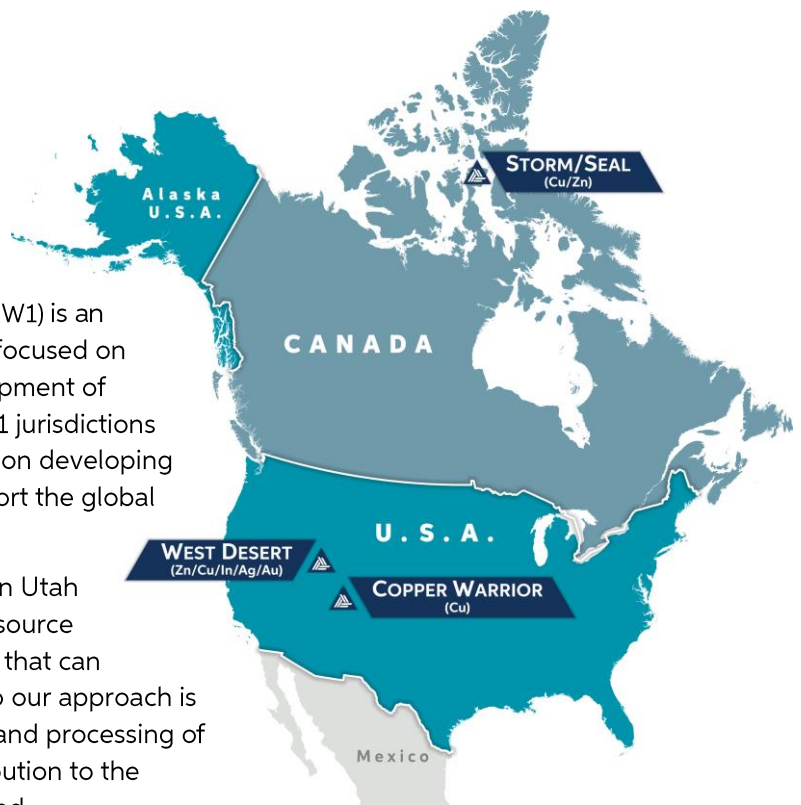 STORM/SEAL
(Cu/Zn)
Alaska
U.S.A.
CANADA
W1) is an
focused on
pment of
1 jurisdictions
on developing
ort the global
U.S.A.
WEST DESERT
(Zn/Cu/In/Ag/Au)
COPPER WARRIOR
(Cu)
n Utah
source
that can
o our approach is
and processing of
bution to the
Mexico